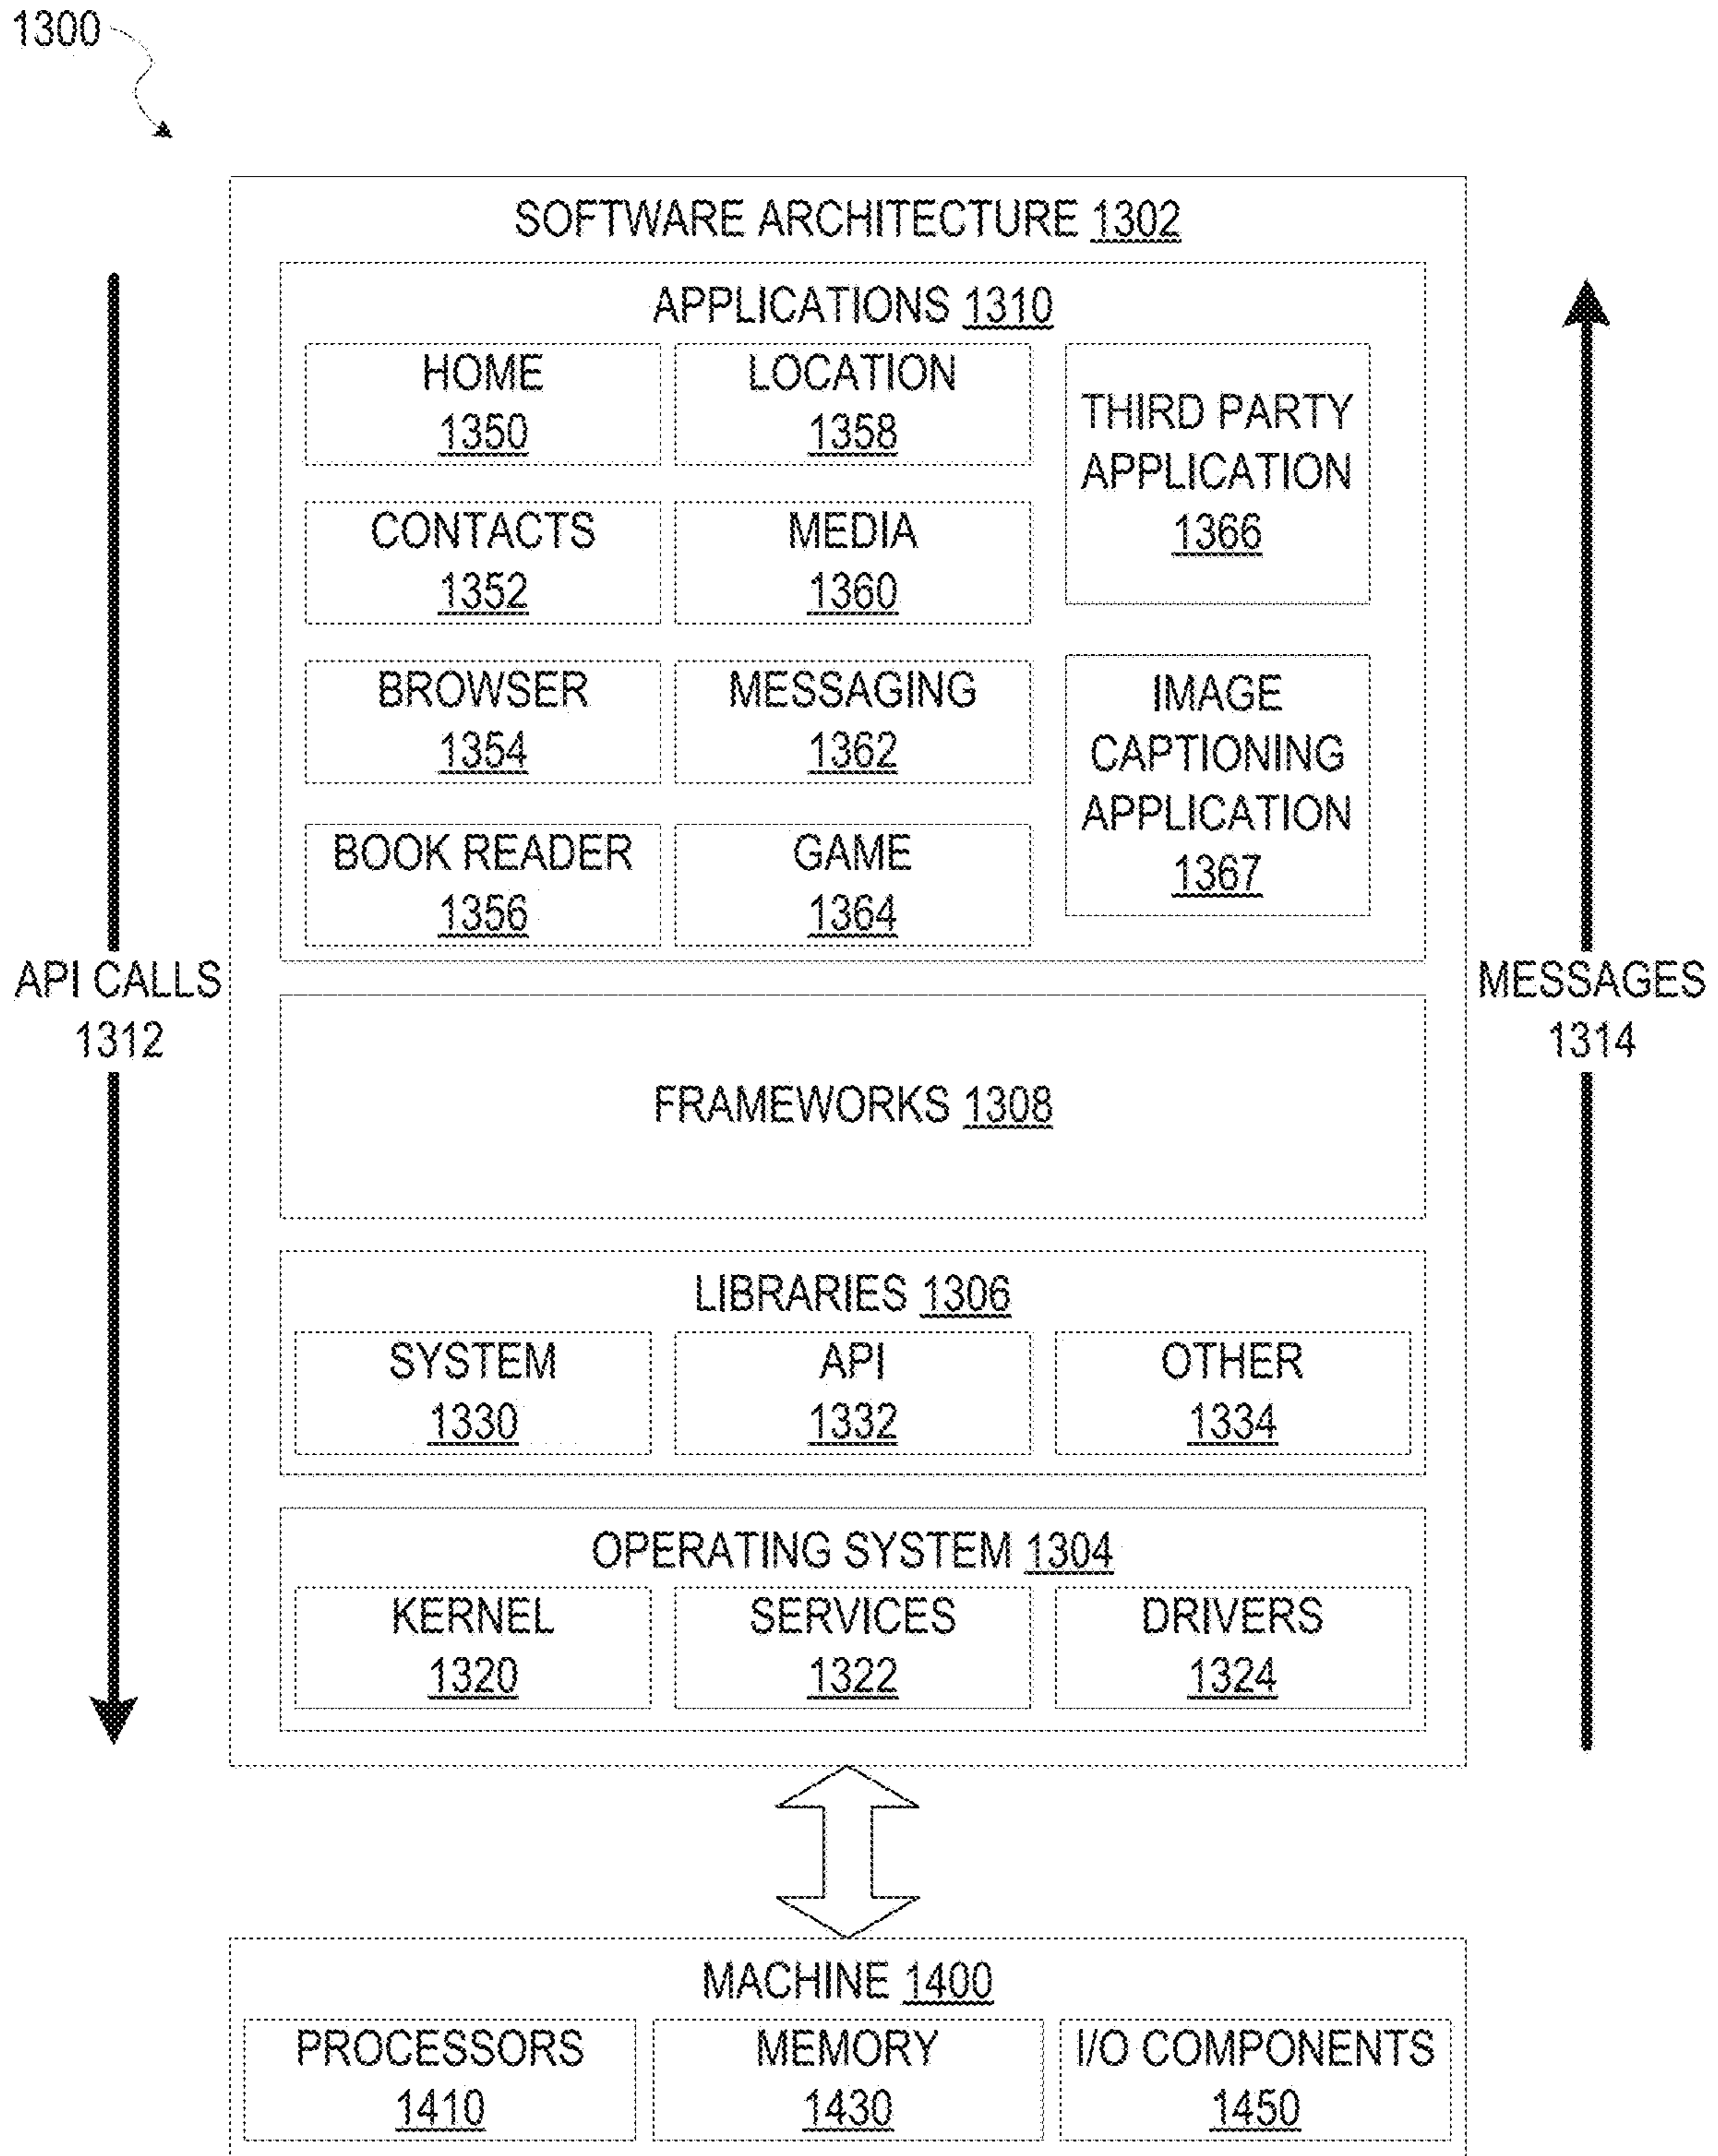 1300
SOFTWARE ARCHITECTURE 1302
APPLICATIONS 1310
HOME
1350
LOCATION
1358
THIRD PARTY
APPLICATION
1366
CONTACTS
1352
MEDIA
1360
BROWSER
1354
MESSAGING
1362
IMAGE
CAPTIONING
APPLICATION
1367
BOOK READER
1356
GAME
1364
API CALLS
1312
MESSAGES
1314
FRAMEWORKS 1308
LIBRARIES 1306
SYSTEM
1330
API
1332
OTHER
1334
OPERATING SYSTEM 1304
KERNEL
1320
SERVICES
1322
DRIVERS
1324
MACHINE 1400
PROCESSORS
1410
MEMORY
1430
I/O COMPONENTS
1450